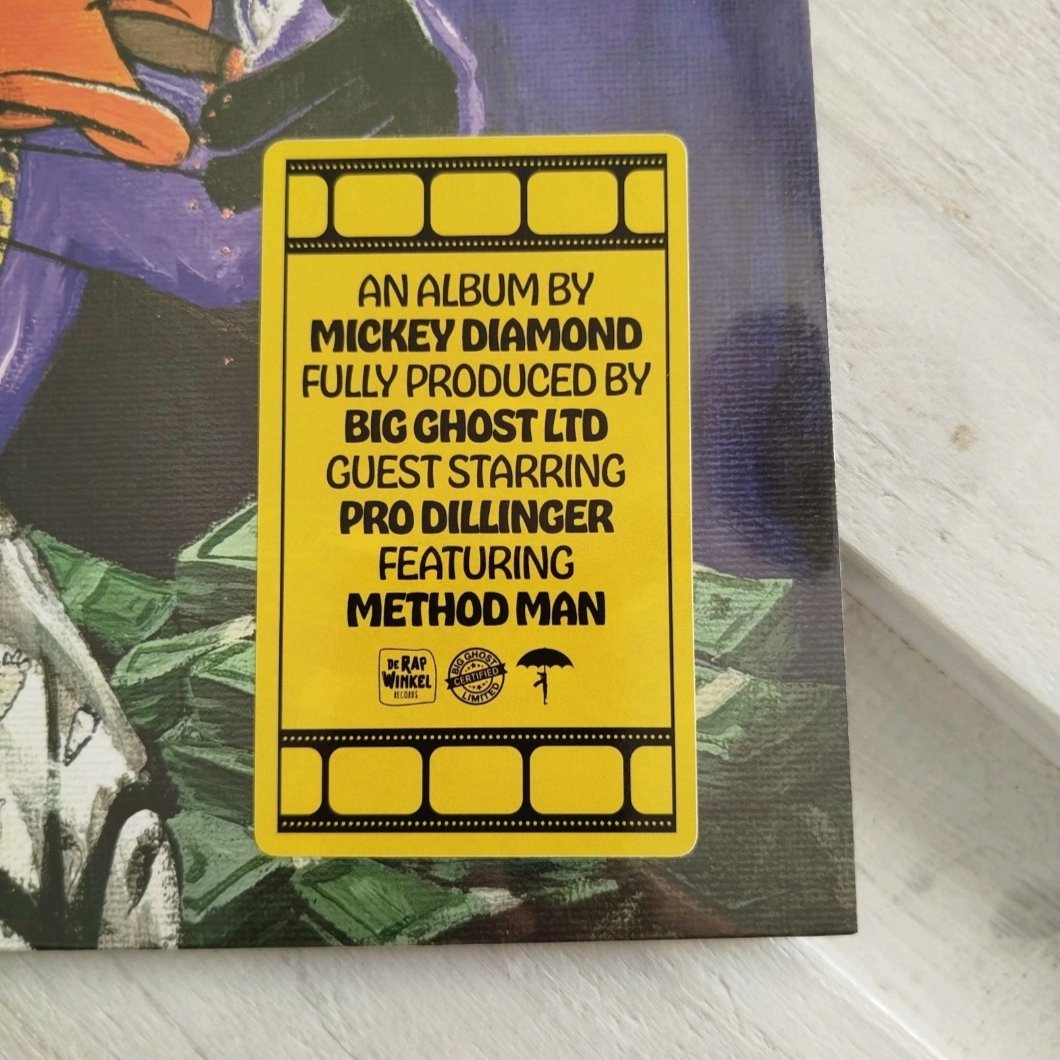 AN ALBUM BY
MICKEY DIAMOND
FULLY PRODUCED BY
BIG GHOST LTD
GUEST STARRING
PRO DILLINGER
FEATURING
METHOD MAN
DE RAP
WINKEL
RECORDS
BIG GHOST
CERTIFIED
LIMITED